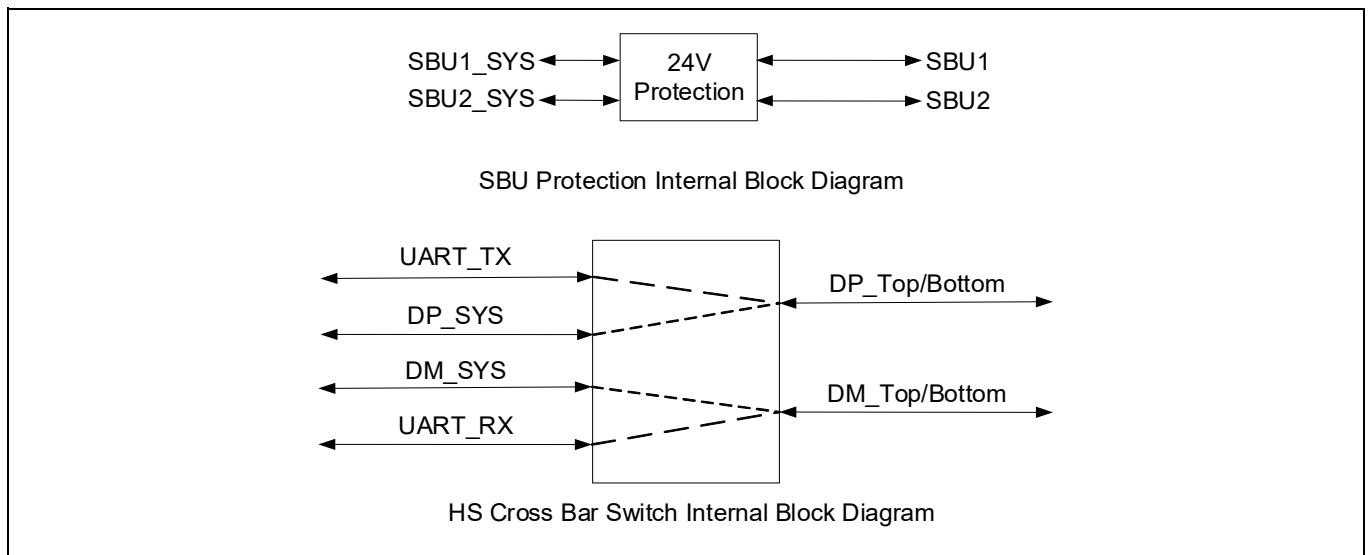 SBU1_SYS 24V SBU1
SBU2_SYS Protection SBU2
SBU Protection Internal Block Diagram
UART_TX
DP_Top/Bottom
DP_SYS
DM_SYS
DM_Top/Bottom
UART_RX
HS Cross Bar Switch Internal Block Diagram